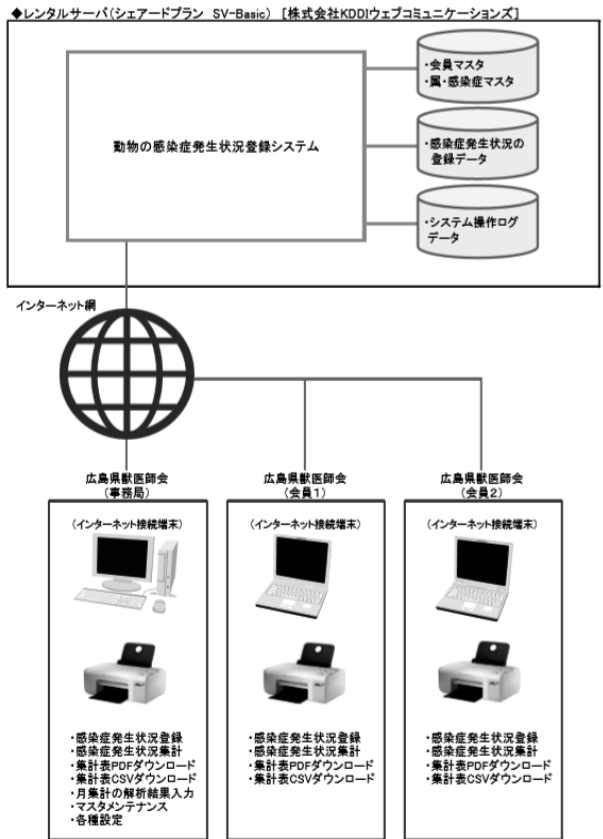 ◆レンタルサーバ(シェアードプラン SV-Basic) [株式会社KDDIウェブコミュニケーションズ]
動物の感染症発生状況登録システム
・会員マスタ
・属・感染症マスタ
・感染症発生状況の
登録データ
・システム操作ログ
データ
インターネット網
広島県獣医師会
(事務局)
(インターネット接続端末)
・感染症発生状況登録
・感染症発生状況集計
・集計表PDFダウンロード
・集計表CSVダウンロード
・月集計の解析結果入力
・マスタメンテナンス
・各種設定
広島県獣医師会
(会員1)
(インターネット接続端末)
・感染症発生状況登録
・感染症発生状況集計
・集計表PDFダウンロード
・集計表CSVダウンロード
広島県獣医師会
(会員2)
(インターネット接続端末)
・感染症発生状況登録
・感染症発生状況集計
・集計表PDFダウンロード
・集計表CSVダウンロード